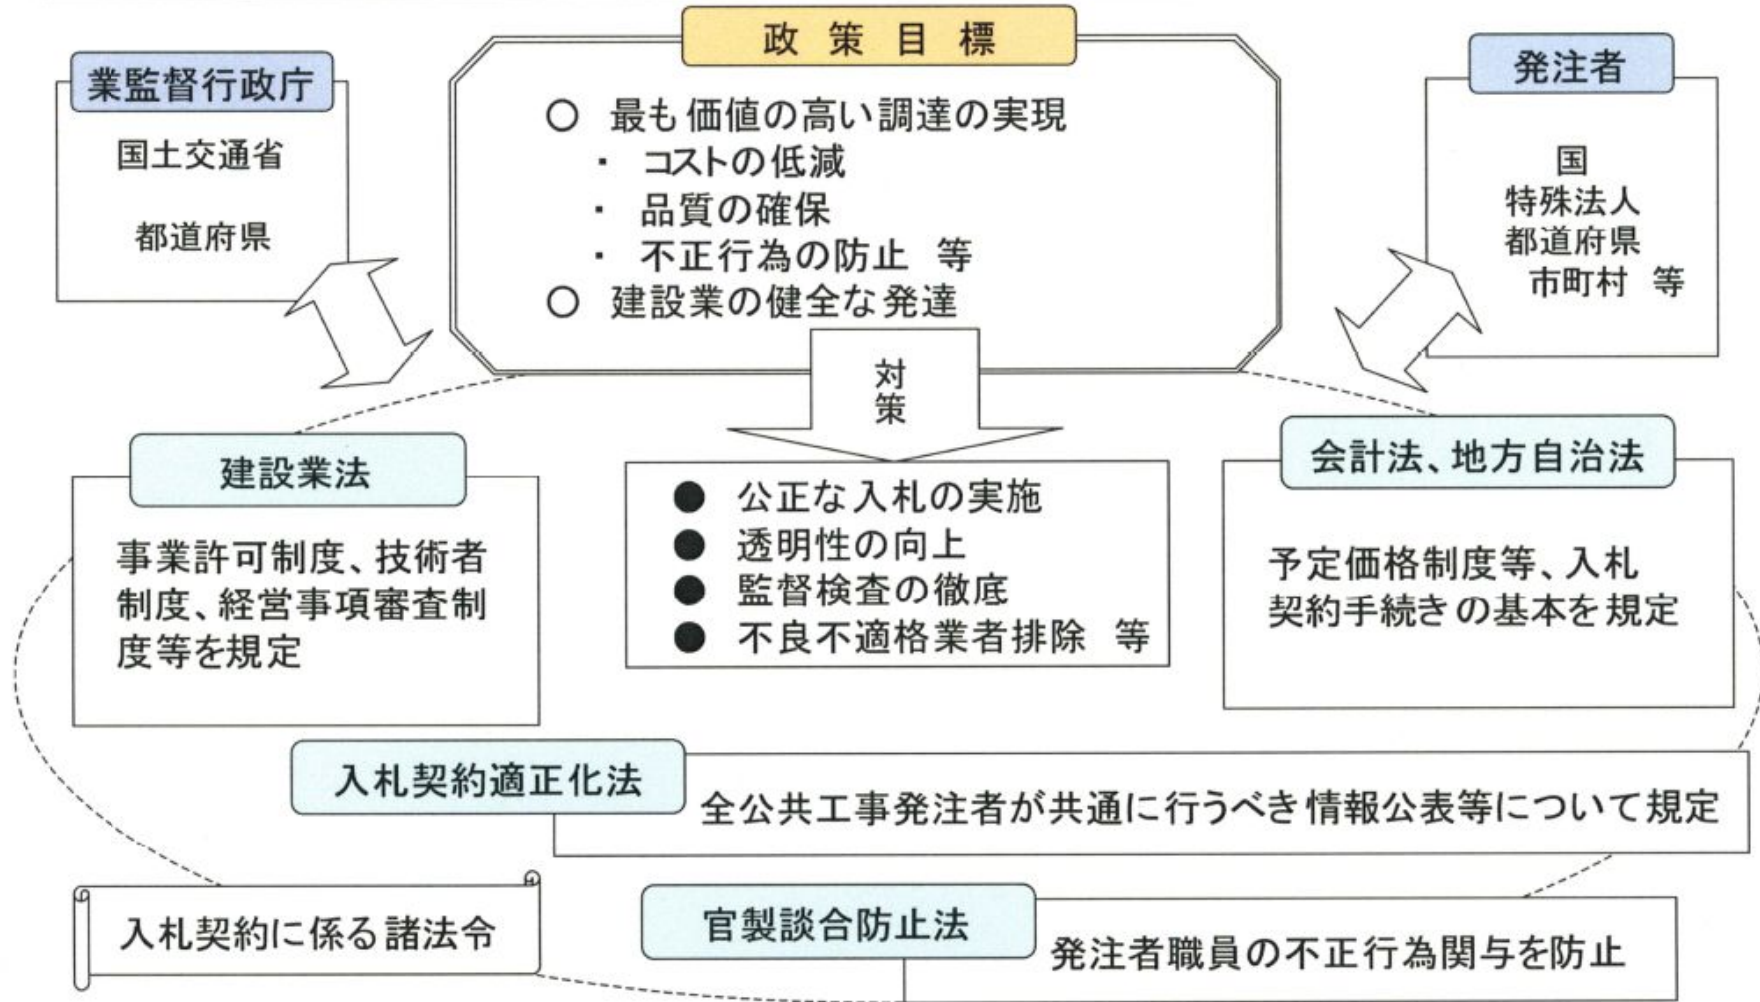 政策目標
○ 最も価値の高い調達の実現
・ コストの低減
・ 品質の確保
・ 不正行為の防止 等
○ 建設業の健全な発達
業監督行政庁
国土交通省
都道府県
発注者
国
特殊法人
都道府県
市町村 等
対策
● 公正な入札の実施
● 透明性の向上
● 監督検査の徹底
● 不良不適格業者排除 等
建設業法
事業許可制度、技術者
制度、経営事項審査制
度等を規定
会計法、地方自治法
予定価格制度等、入札
契約手続きの基本を規定
入札契約適正化法
全公共工事発注者が共通に行うべき情報公表等について規定
入札契約に係る諸法令
官製談合防止法
発注者職員の不正行為関与を防止